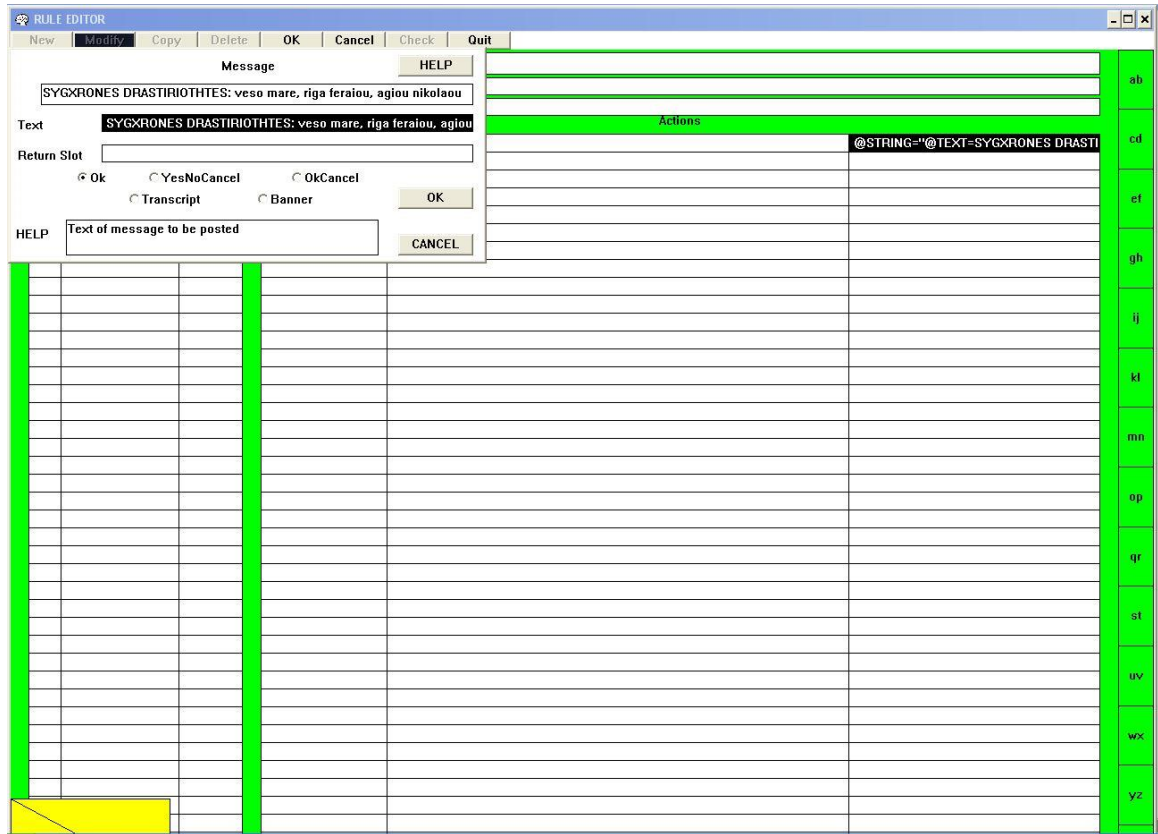 RULE EDITOR
New Modify Copy Delete OK Cancel Check Quit
Message HELP
SYGXRONES DRASTIRIOTHTES: veso mare, riga feraiou, agiou nikolaou
Text SYGXRONES DRASTIRIOTHTES: veso mare, riga feraiou, agiou
Return Slot
Ok YesNoCancel OkCancel
Transcript Banner OK
HELP Text of message to be posted
CANCEL
Actions
@STRING="@TEXT=SYGXRONES DRASTI
ab
cd
ef
gh
ij
kl
mn
op
qr
st
uv
wx
yz